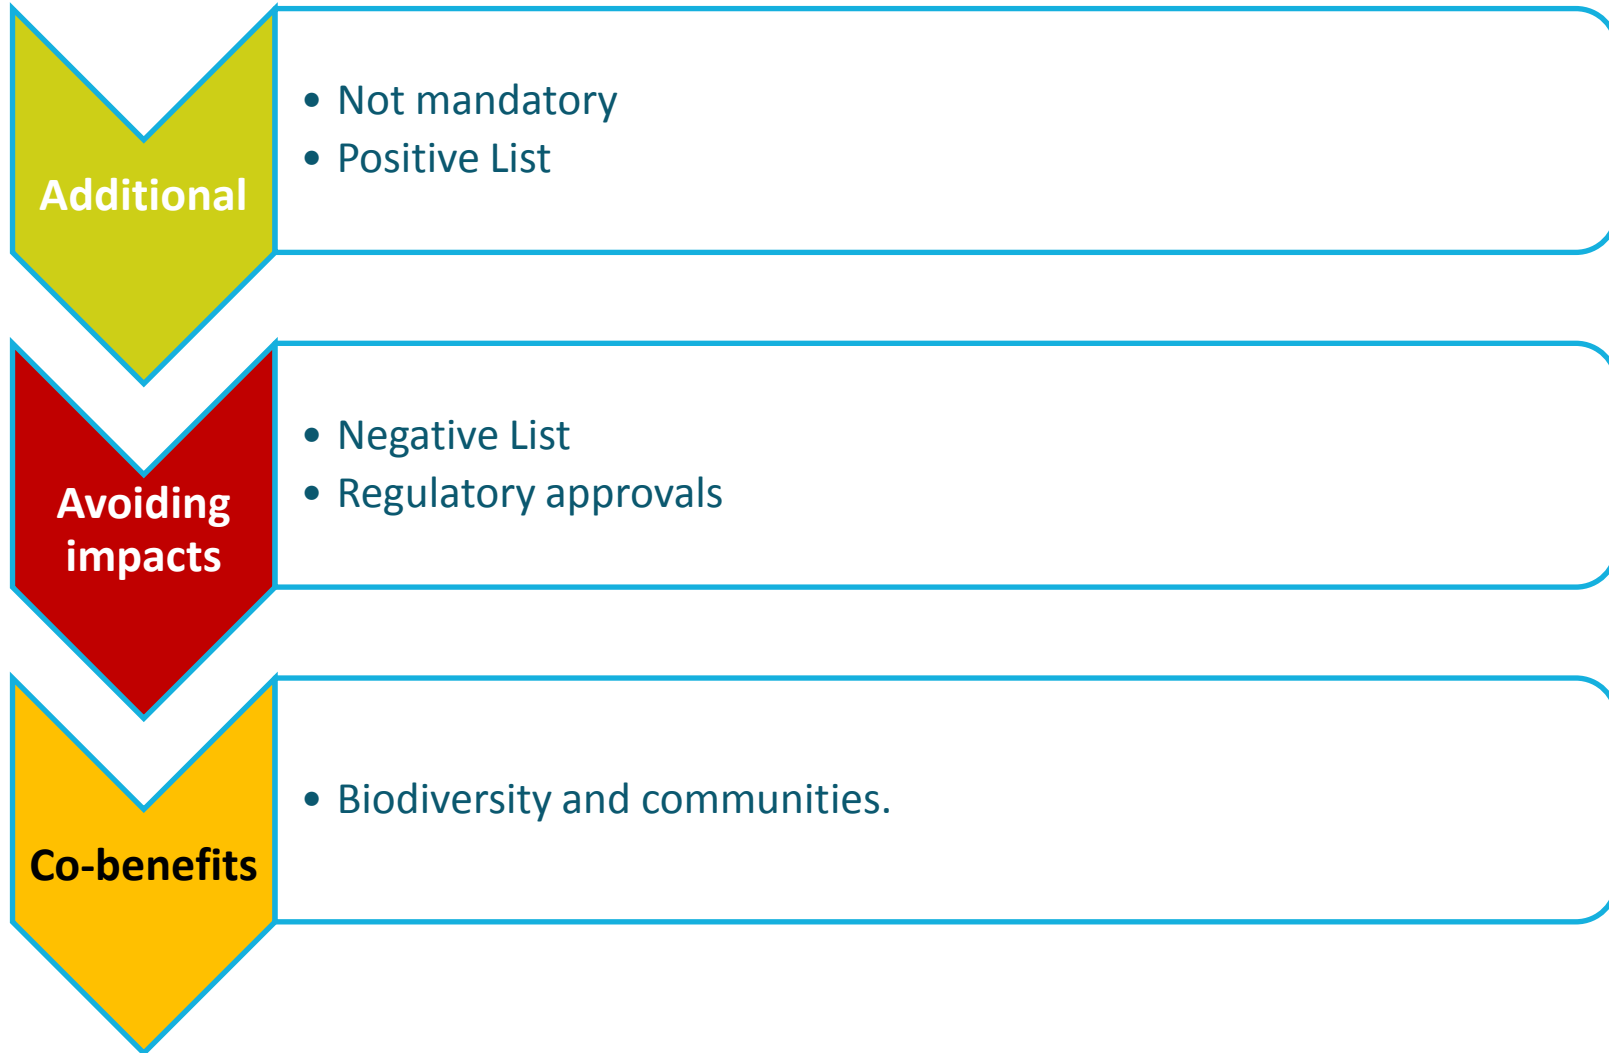 Additional
• Not mandatory
• Positive List
Avoiding
impacts
• Negative List
• Regulatory approvals
Co-benefits
• Biodiversity and communities.